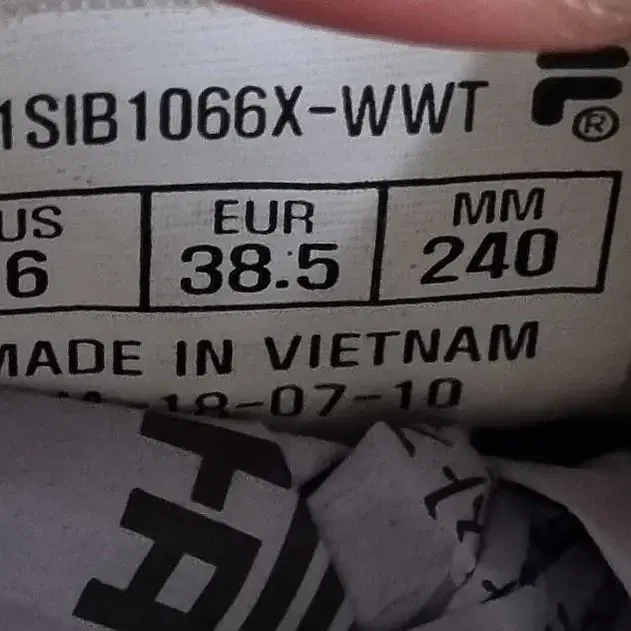 1SIB1066X-WWT
®
US EUR MM
6 38.5 240
MADE IN VIETNAM
18-07-10